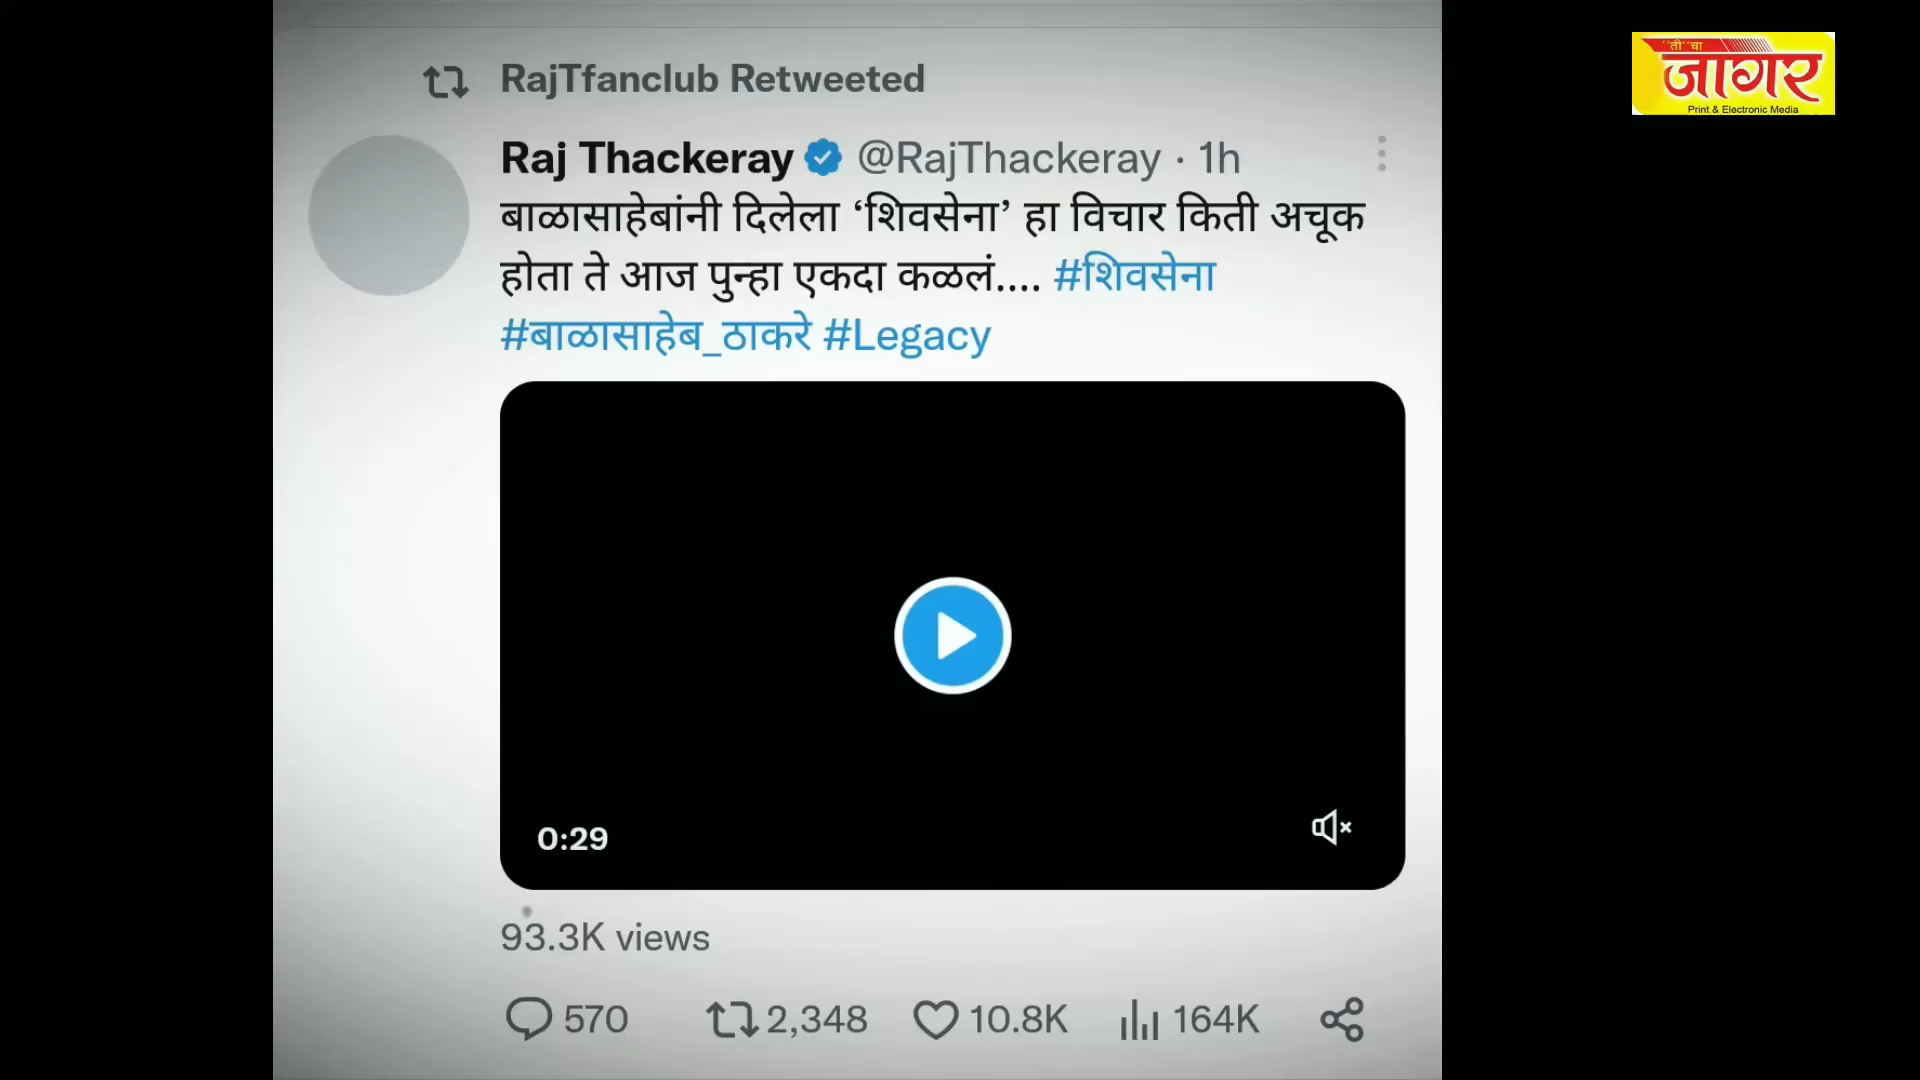 "ती"चा
जागर
Print & Electronic Media
RajTfanclub Retweeted
Raj Thackeray @RajThackeray · 1h
बाळासाहेबांनी दिलेला ‘शिवसेना’ हा विचार किती अचूक
होता ते आज पुन्हा एकदा कळलं.... #शिवसेना
#बाळासाहेब_ठाकरे #Legacy
0:29
93.3K views
570 2,348 10.8K 164K